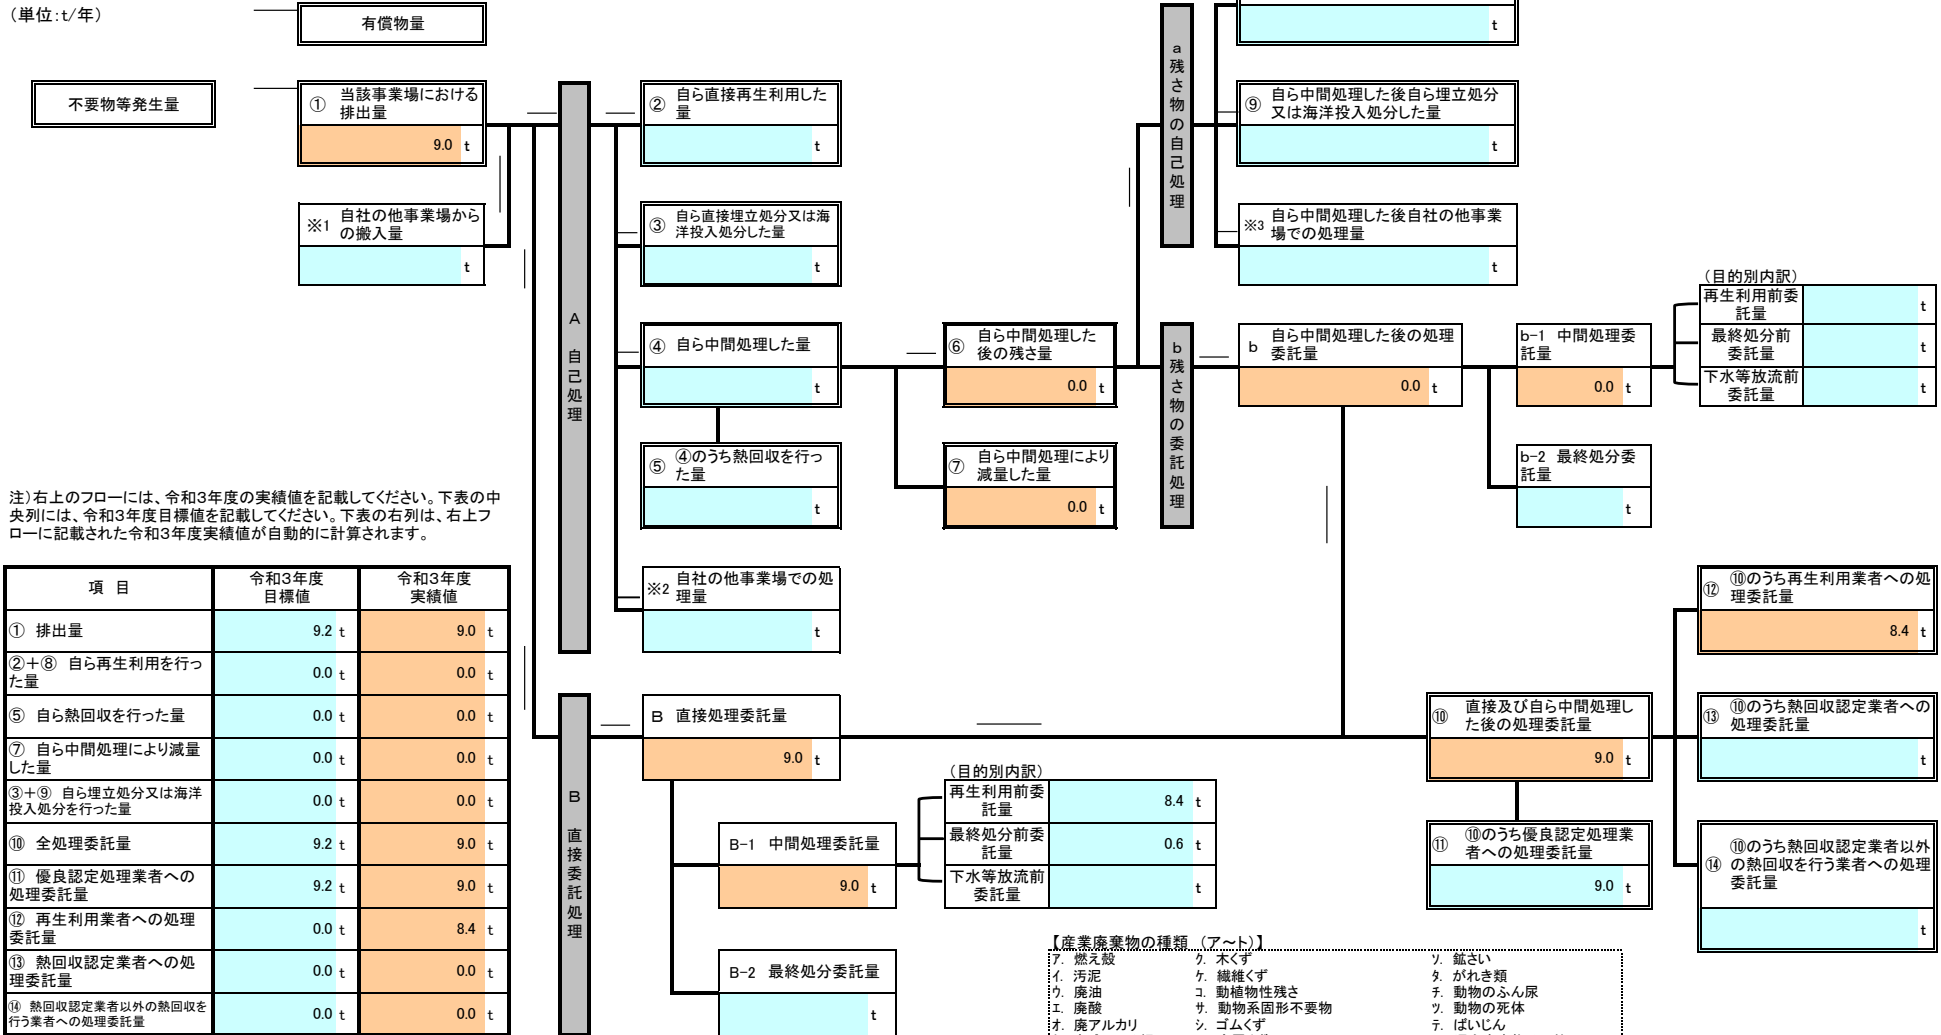 (単位:t/年)
有償物量
不要物等発生量
① 当該事業場における
排出量
9.0 t
※1 自社の他事業場から
の搬入量
t
A 自己処理
② 自ら直接再生利用した
量
t
③ 自ら直接埋立処分又は海
洋投入処分した量
t
④ 自ら中間処理した量
t
⑤ ④のうち熱回収を行っ
た量
t
※2 自社の他事業場での処
理量
t
⑥ 自ら中間処理した
後の残さ量
0.0 t
⑦ 自ら中間処理により
減量した量
0.0 t
a 残さ物の自己処理
t
⑨ 自ら中間処理した後自ら埋立処分
又は海洋投入処分した量
t
※3 自ら中間処理した後自社の他事業
場での処理量
t
b 残さ物の委託処理
b 自ら中間処理した後の処理
委託量
0.0 t
b-1 中間処理委
託量
0.0 t
b-2 最終処分委
託量
t
(目的別内訳)
再生利用前委
託量
t
最終処分前
委託量
t
下水等放流前
委託量
t
注)右上のフローには、令和3年度の実績値を記載してください。下表の中
央列には、令和3年度目標値を記載してください。下表の右列は、右上フ
ローに記載された令和3年度実績値が自動的に計算されます。
項 目 令和3年度
目標値 令和3年度
実績値
① 排出量 9.2 t 9.0 t
②+⑧ 自ら再生利用を行っ
た量 0.0 t 0.0 t
⑤ 自ら熱回収を行った量 0.0 t 0.0 t
⑦ 自ら中間処理により減量
した量 0.0 t 0.0 t
③+⑨ 自ら埋立処分又は海洋
投入処分を行った量 0.0 t 0.0 t
⑩ 全処理委託量 9.2 t 9.0 t
⑪ 優良認定処理業者への
処理委託量 9.2 t 9.0 t
⑫ 再生利用業者への処理
委託量 0.0 t 8.4 t
⑬ 熱回収認定業者への処
理委託量 0.0 t 0.0 t
⑭ 熱回収認定業者以外の熱回収を
行う業者への処理委託量 0.0 t 0.0 t
B 直接委託処理
B 直接処理委託量
9.0 t
B-1 中間処理委託量
9.0 t
B-2 最終処分委託量
t
(目的別内訳)
再生利用前委
託量
8.4 t
最終処分前委
託量
0.6 t
下水等放流前
委託量
t
⑩ 直接及び自ら中間処理し
た後の処理委託量
9.0 t
⑪ ⑩のうち優良認定処理業
者への処理委託量
9.0 t
⑫ ⑩のうち再生利用業者への処
理委託量
8.4 t
⑬ ⑩のうち熱回収認定業者への
処理委託量
t
⑭ ⑩のうち熱回収認定業者以外
の熱回収を行う業者への処理
委託量
t
【産業廃棄物の種類 (ア～ト)】
ア. 燃え殻 ク. 木くず ソ. 鉱さい
イ. 汚泥 ケ. 繊維くず タ. がれき類
ウ. 廃油 コ. 動植物性残さ チ. 動物のふん尿
エ. 廃酸 サ. 動物系固形不要物 ツ. 動物の死体
オ. 廃アルカリ シ. ゴムくず テ. ばいじん